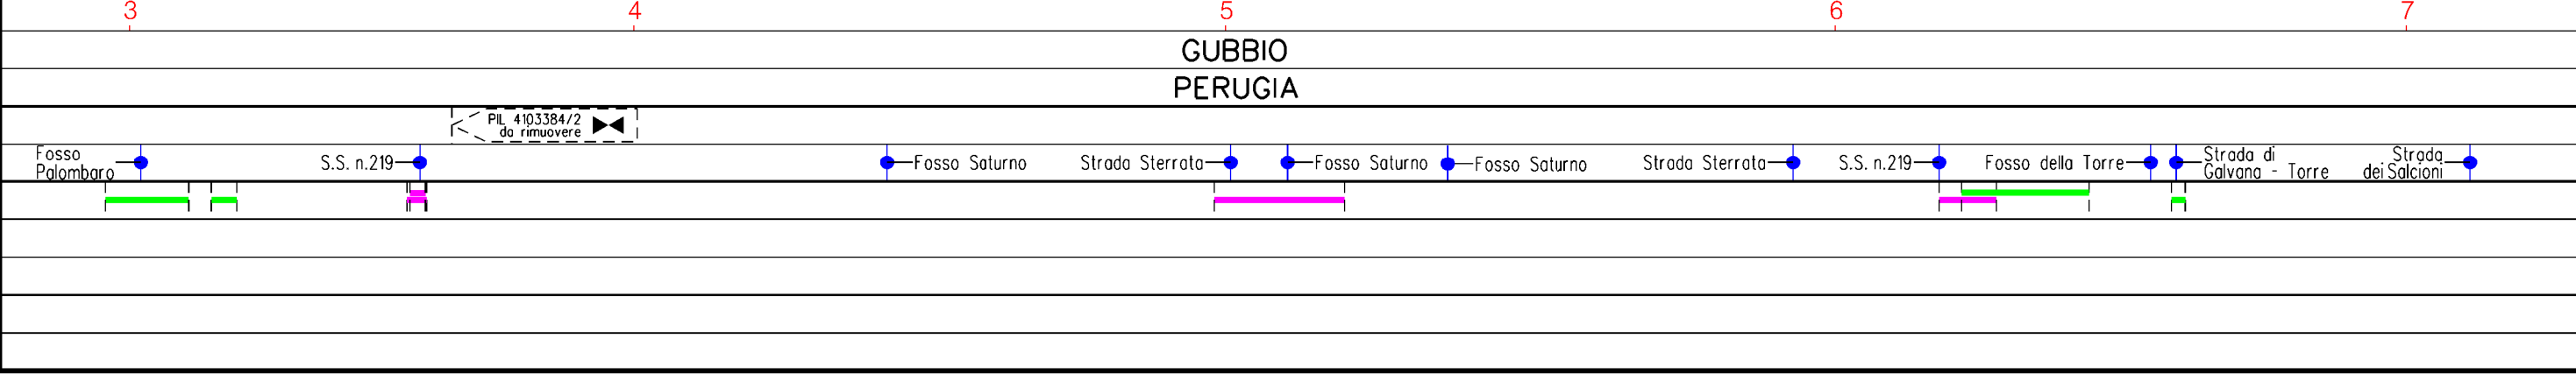 3 4 5 6 7
GUBBIO
PERUGIA
PIL 4103384/2
da rimuovere
Fosso
Palombaro
S.S. n.219
Fosso Saturno
Strada Sterrata
Fosso Saturno
Fosso Saturno
Strada Sterrata
S.S. n.219
Fosso della Torre
Strada di
Galvana - Torre
Strada
dei Salcioni